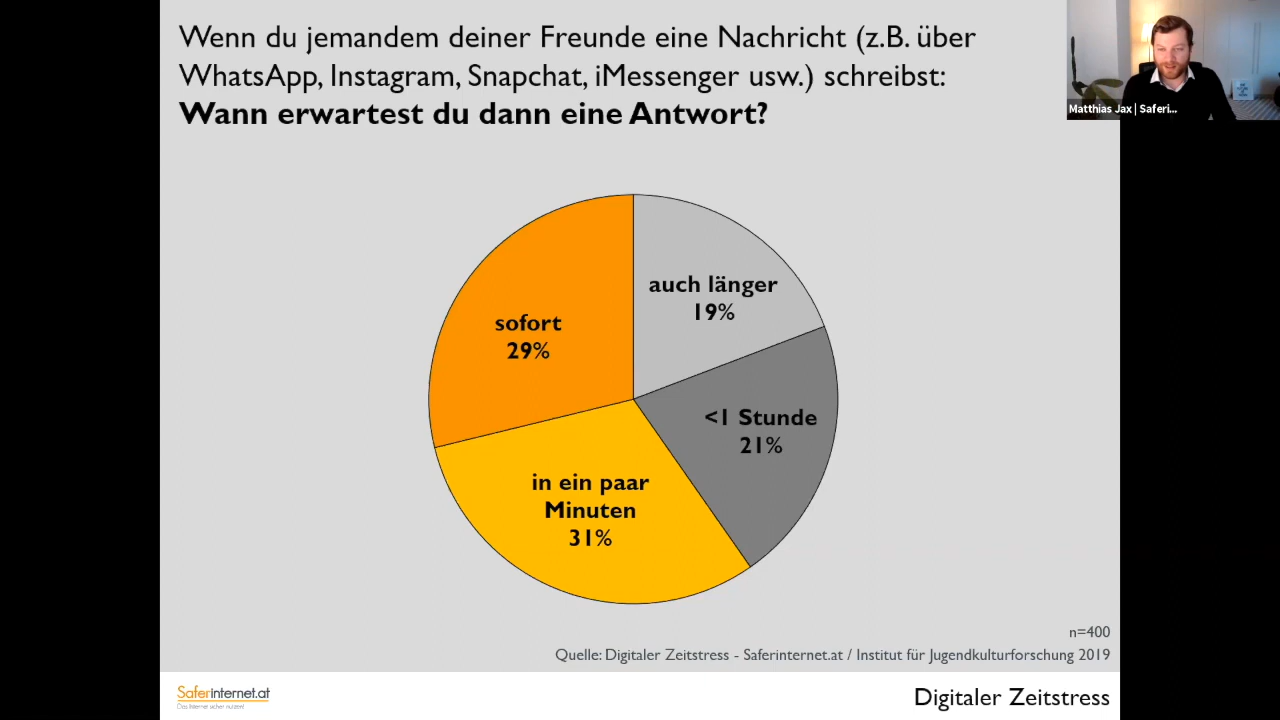 Wenn du jemandem deiner Freunde eine Nachricht (z.B. über
WhatsApp, Instagram, Snapchat, iMessenger usw.) schreibst:
Wann erwartest du dann eine Antwort?
Matthias Jax | Saferi...
auch länger
19%
sofort
29%
<1 Stunde
21%
in ein paar
Minuten
31%
n=400
Quelle: Digitaler Zeitstress - Saferinternet.at / Institut für Jugendkulturforschung 2019
Saferinternet.at
Das Internet sicher nutzen!
Digitaler Zeitstress